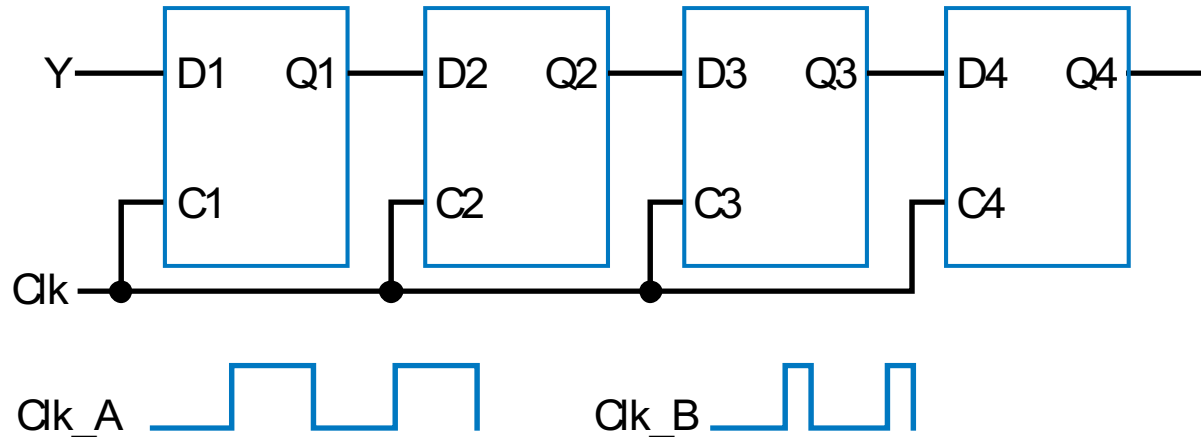 Y D1 Q1 D2 Q2 D3 Q3 D4 Q4
C1 C2 C3 C4
Clk
Clk_A Clk_B